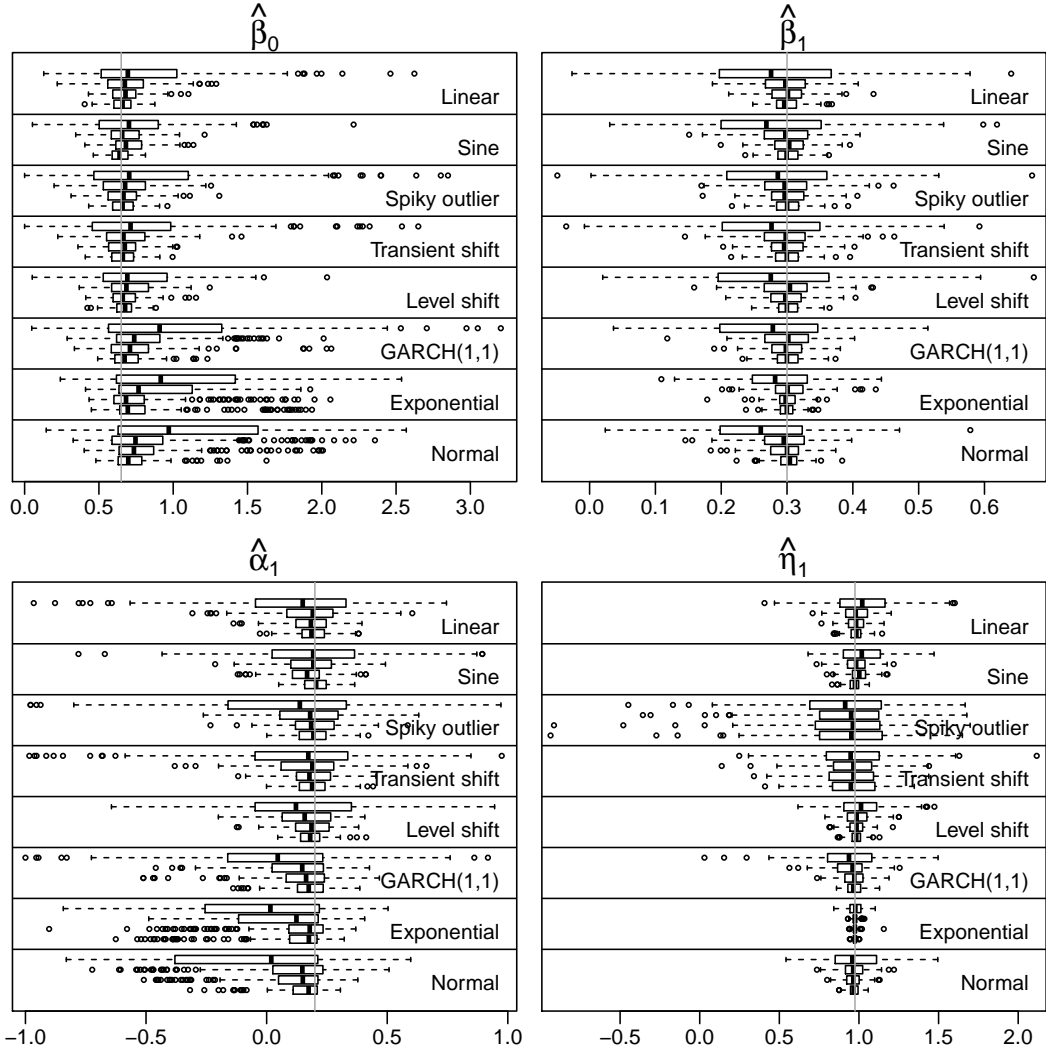 β̂₀
Linear
Sine
Spiky outlier
Transient shift
Level shift
GARCH(1,1)
Exponential
Normal
0.0 0.5 1.0 1.5 2.0 2.5 3.0
β̂₁
Linear
Sine
Spiky outlier
Transient shift
Level shift
GARCH(1,1)
Exponential
Normal
0.0 0.1 0.2 0.3 0.4 0.5 0.6
α̂₁
Linear
Sine
Spiky outlier
Transient shift
Level shift
GARCH(1,1)
Exponential
Normal
−1.0 −0.5 0.0 0.5 1.0
η̂₁
Linear
Sine
Spiky outlier
Transient shift
Level shift
GARCH(1,1)
Exponential
Normal
−0.5 0.0 0.5 1.0 1.5 2.0